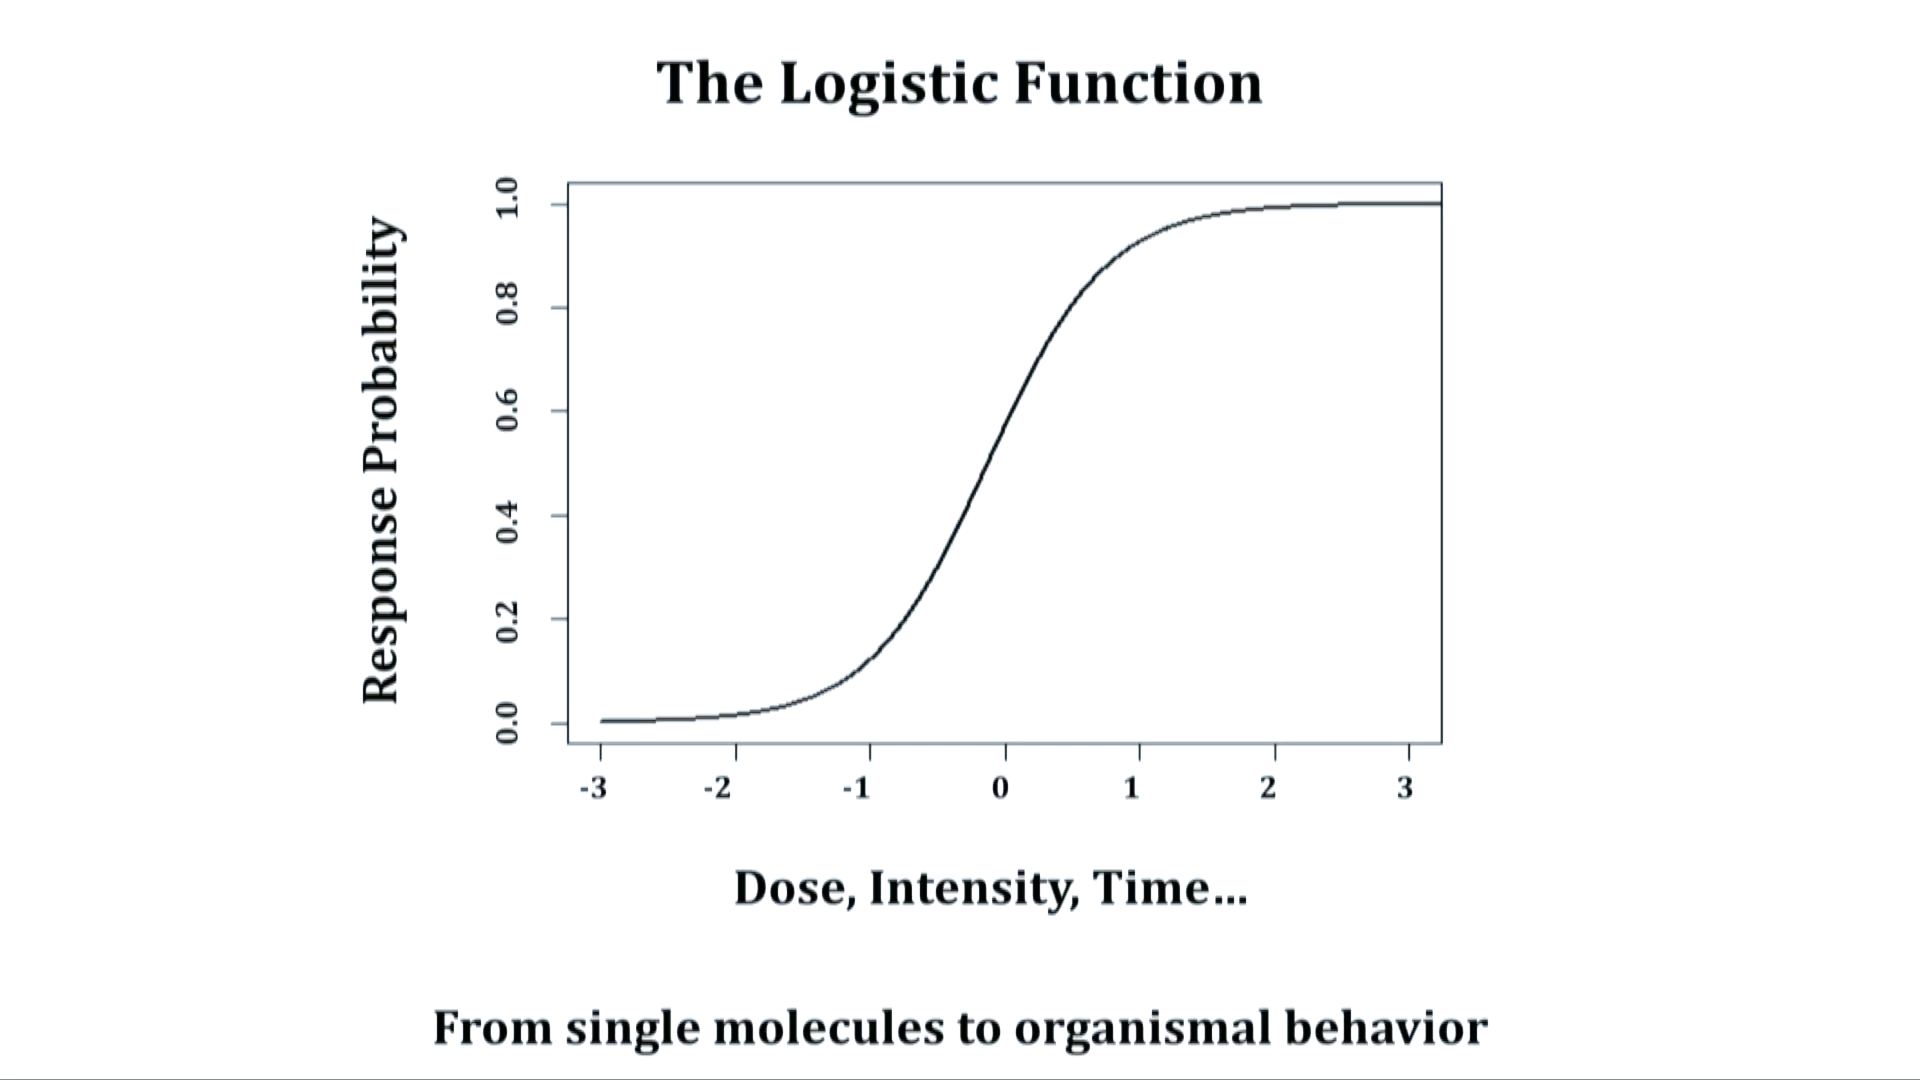 The Logistic Function
Response Probability
1.0
0.8
0.6
0.4
0.2
0.0
-3 -2 -1 0 1 2 3
Dose, Intensity, Time...
From single molecules to organismal behavior